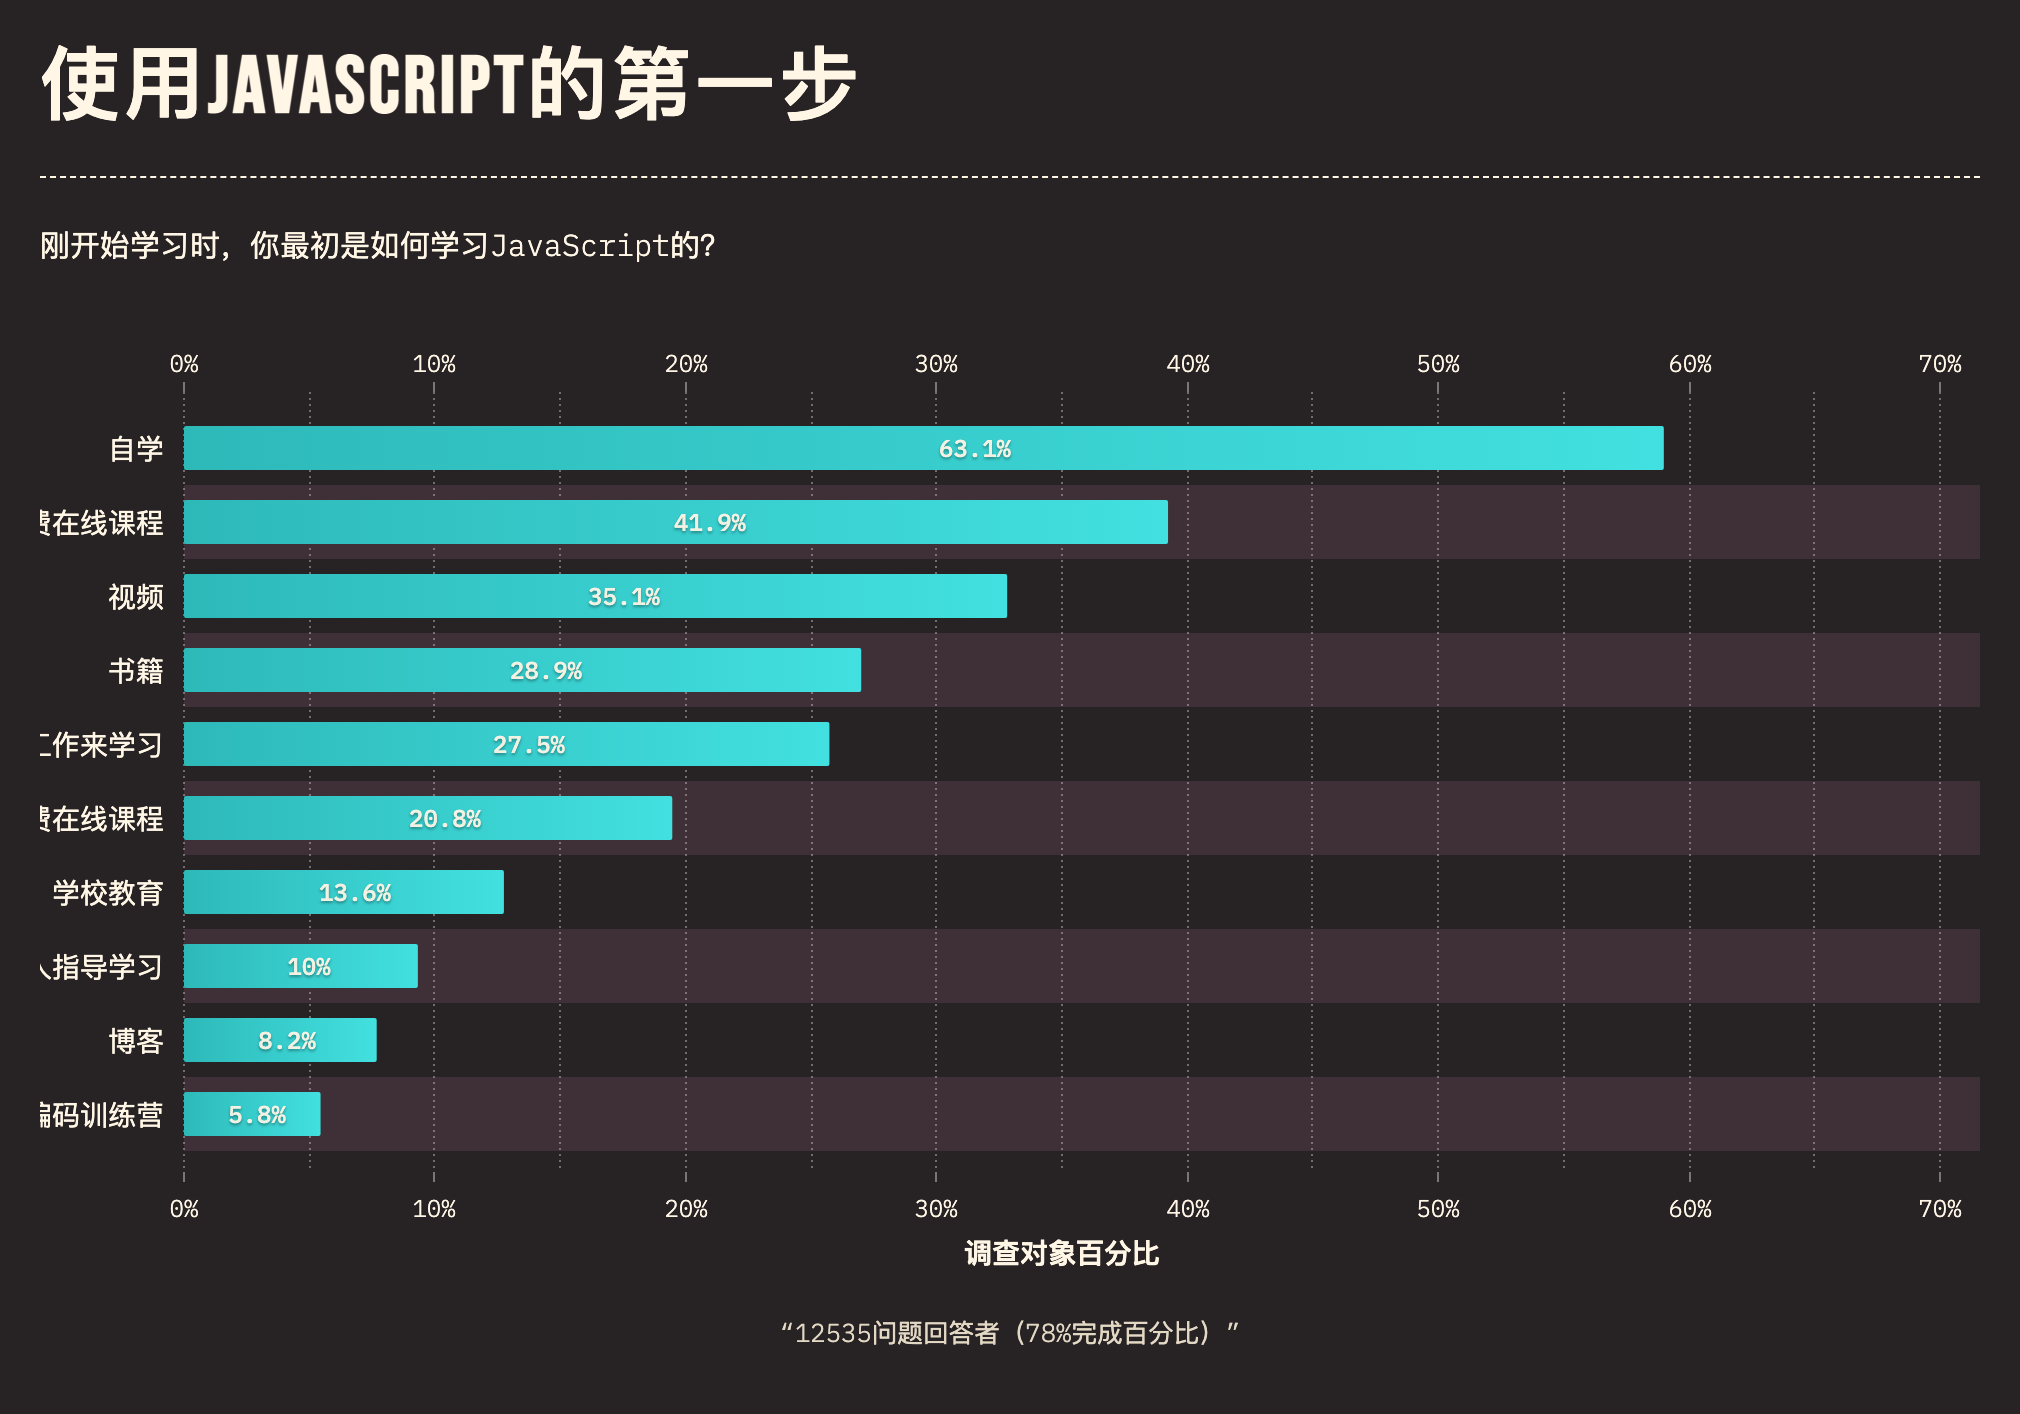 使用JAVASCRIPT的第一步
刚开始学习时，你最初是如何学习JavaScript的？
0% 10% 20% 30% 40% 50% 60% 70%
自学 63.1%
费在线课程 41.9%
视频 35.1%
书籍 28.9%
工作来学习 27.5%
费在线课程 20.8%
学校教育 13.6%
人指导学习 10%
博客 8.2%
编码训练营 5.8%
0% 10% 20% 30% 40% 50% 60% 70%
调查对象百分比
“12535问题回答者（78%完成百分比）”